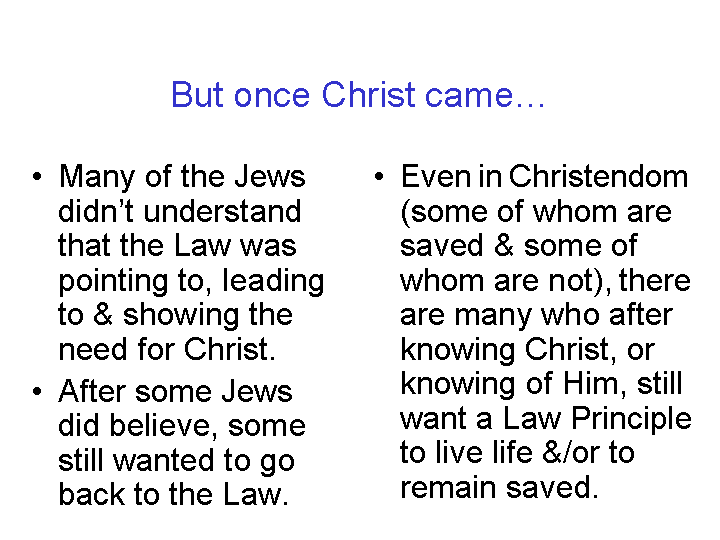 But once Christ came…
• Many of the Jews
didn’t understand
that the Law was
pointing to, leading
to & showing the
need for Christ.
• After some Jews
did believe, some
still wanted to go
back to the Law.
• Even in Christendom
(some of whom are
saved & some of
whom are not), there
are many who after
knowing Christ, or
knowing of Him, still
want a Law Principle
to live life &/or to
remain saved.